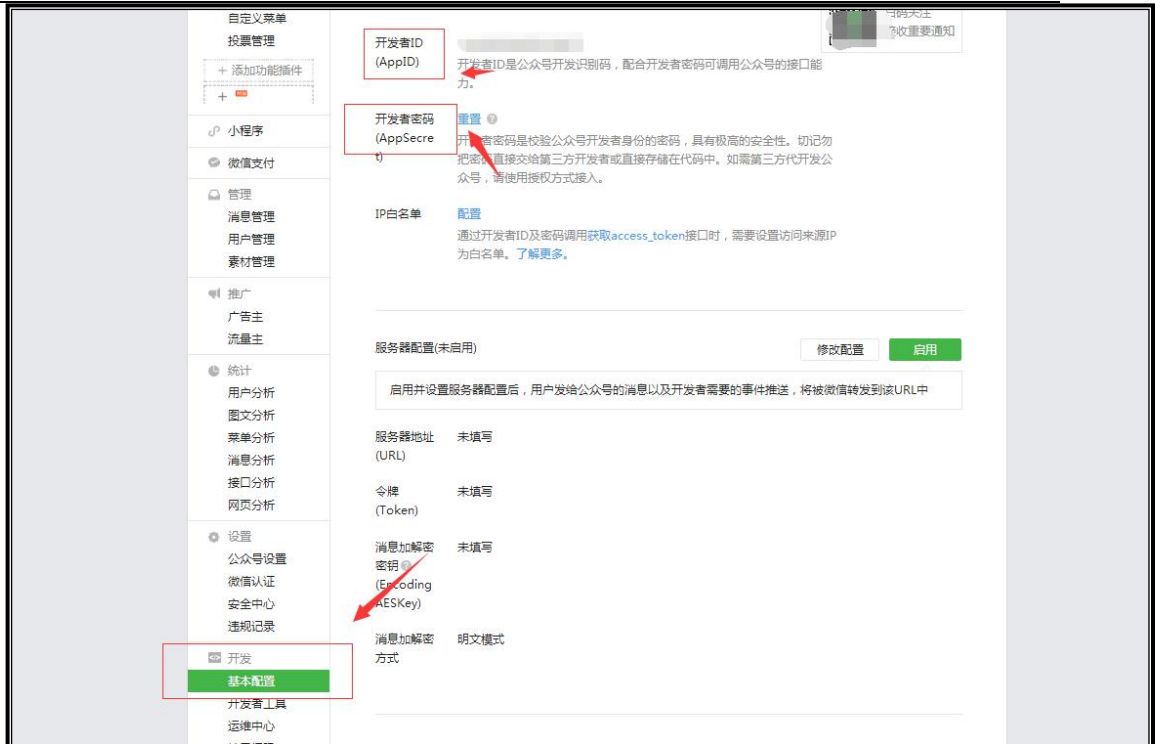 自定义菜单
投票管理
+ 添加功能插件
+
小程序
微信支付
管理
消息管理
用户管理
素材管理
推广
广告主
流量主
统计
用户分析
图文分析
菜单分析
消息分析
接口分析
网页分析
设置
公众号设置
微信认证
安全中心
违规记录
开发
基本配置
开发者工具
运维中心
收重要通知
开发者ID
(AppID)
开发者ID是公众号开发识别码，配合开发者密码可调用公众号的接口能
力。
开发者密码
(AppSecre
t)
重置
开发者密码是校验公众号开发者身份的密码，具有极高的安全性。切记勿
把密码直接交给第三方开发者或直接存储在代码中。如需第三方代开发公
众号，请使用授权方式接入。
IP白名单
配置
通过开发者ID及密码调用获取access_token接口时，需要设置访问来源IP
为白名单。了解更多。
服务器配置(未启用)
修改配置
启用
启用并设置服务器配置后，用户发给公众号的消息以及开发者需要的事件推送，将被微信转发到该URL中
服务器地址
(URL)
未填写
令牌
(Token)
未填写
消息加解密
密钥
(Encoding
AESKey)
未填写
消息加解密
方式
明文模式